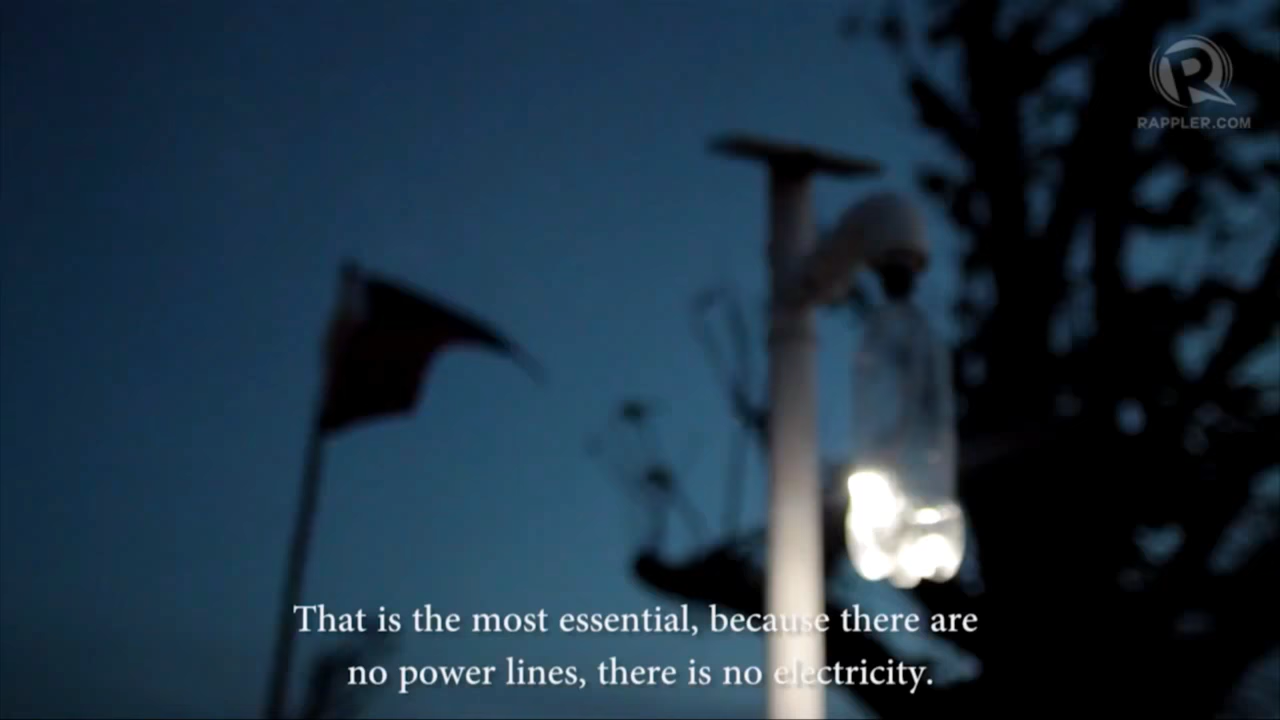 RAPPLER.COM
That is the most essential, because there are
no power lines, there is no electricity.